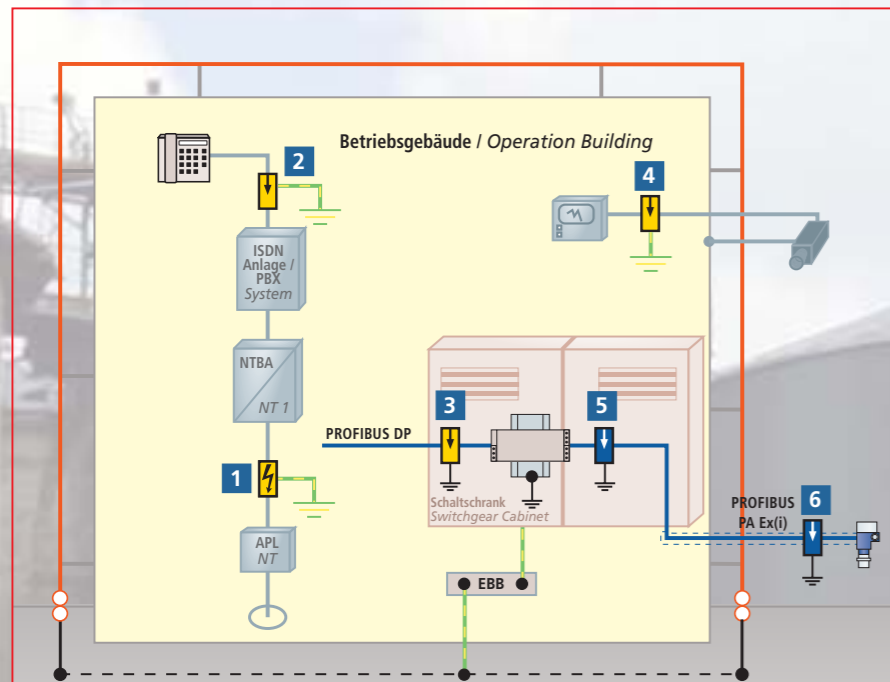 Betriebsgebäude / Operation Building
2
4
ISDN
Anlage /
PBX
System
NTBA
NT 1
3
5
PROFIBUS DP
1
Schaltschrank
Switchgear Cabinet
PROFIBUS
PA Ex(i)
6
APL
NT
EBB